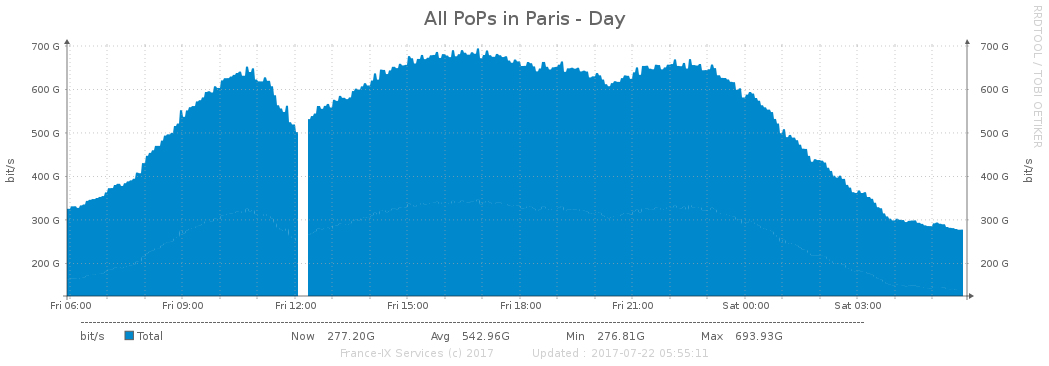 All PoPs in Paris - Day
RRDTOOL / TOBI OETIKER
700 G 700 G
600 G 600 G
500 G 500 G
400 G 400 G
300 G 300 G
200 G 200 G
bit/s bit/s
Fri 06:00 Fri 09:00 Fri 12:00 Fri 15:00 Fri 18:00 Fri 21:00 Sat 00:00 Sat 03:00
bit/s Total Now 277.20G Avg 542.96G Min 276.81G Max 693.93G
France-IX Services (c) 2017 Updated : 2017-07-22 05:55:11